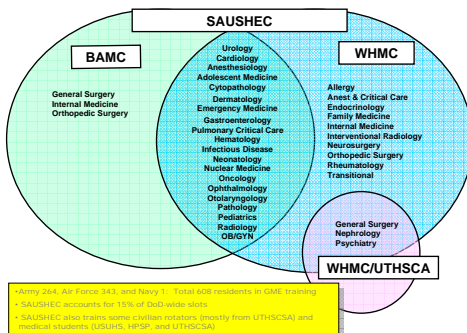 SAUSHEC
BAMC
WHMC
General Surgery
Internal Medicine
Orthopedic Surgery
Urology
Cardiology
Anesthesiology
Adolescent Medicine
Cytopathology
Dermatology
Emergency Medicine
Gastroenterology
Pulmonary Critical Care
Hematology
Infectious Disease
Neonatology
Nuclear Medicine
Oncology
Ophthalmology
Otolaryngology
Pathology
Pediatrics
Radiology
OB/GYN
Allergy
Anest & Critical Care
Endocrinology
Family Medicine
Internal Medicine
Interventional Radiology
Neurosurgery
Orthopedic Surgery
Rheumatology
Transitional
General Surgery
Nephrology
Psychiatry
WHMC/UTHSCA
•Army 264, Air Force 343, and Navy 1: Total 608 residents in GME training
• SAUSHEC accounts for 15% of DoD-wide slots
• SAUSHEC also trains some civilian rotators (mostly from UTHSCSA) and
medical students (USUHS, HPSP, and UTHSCSA)